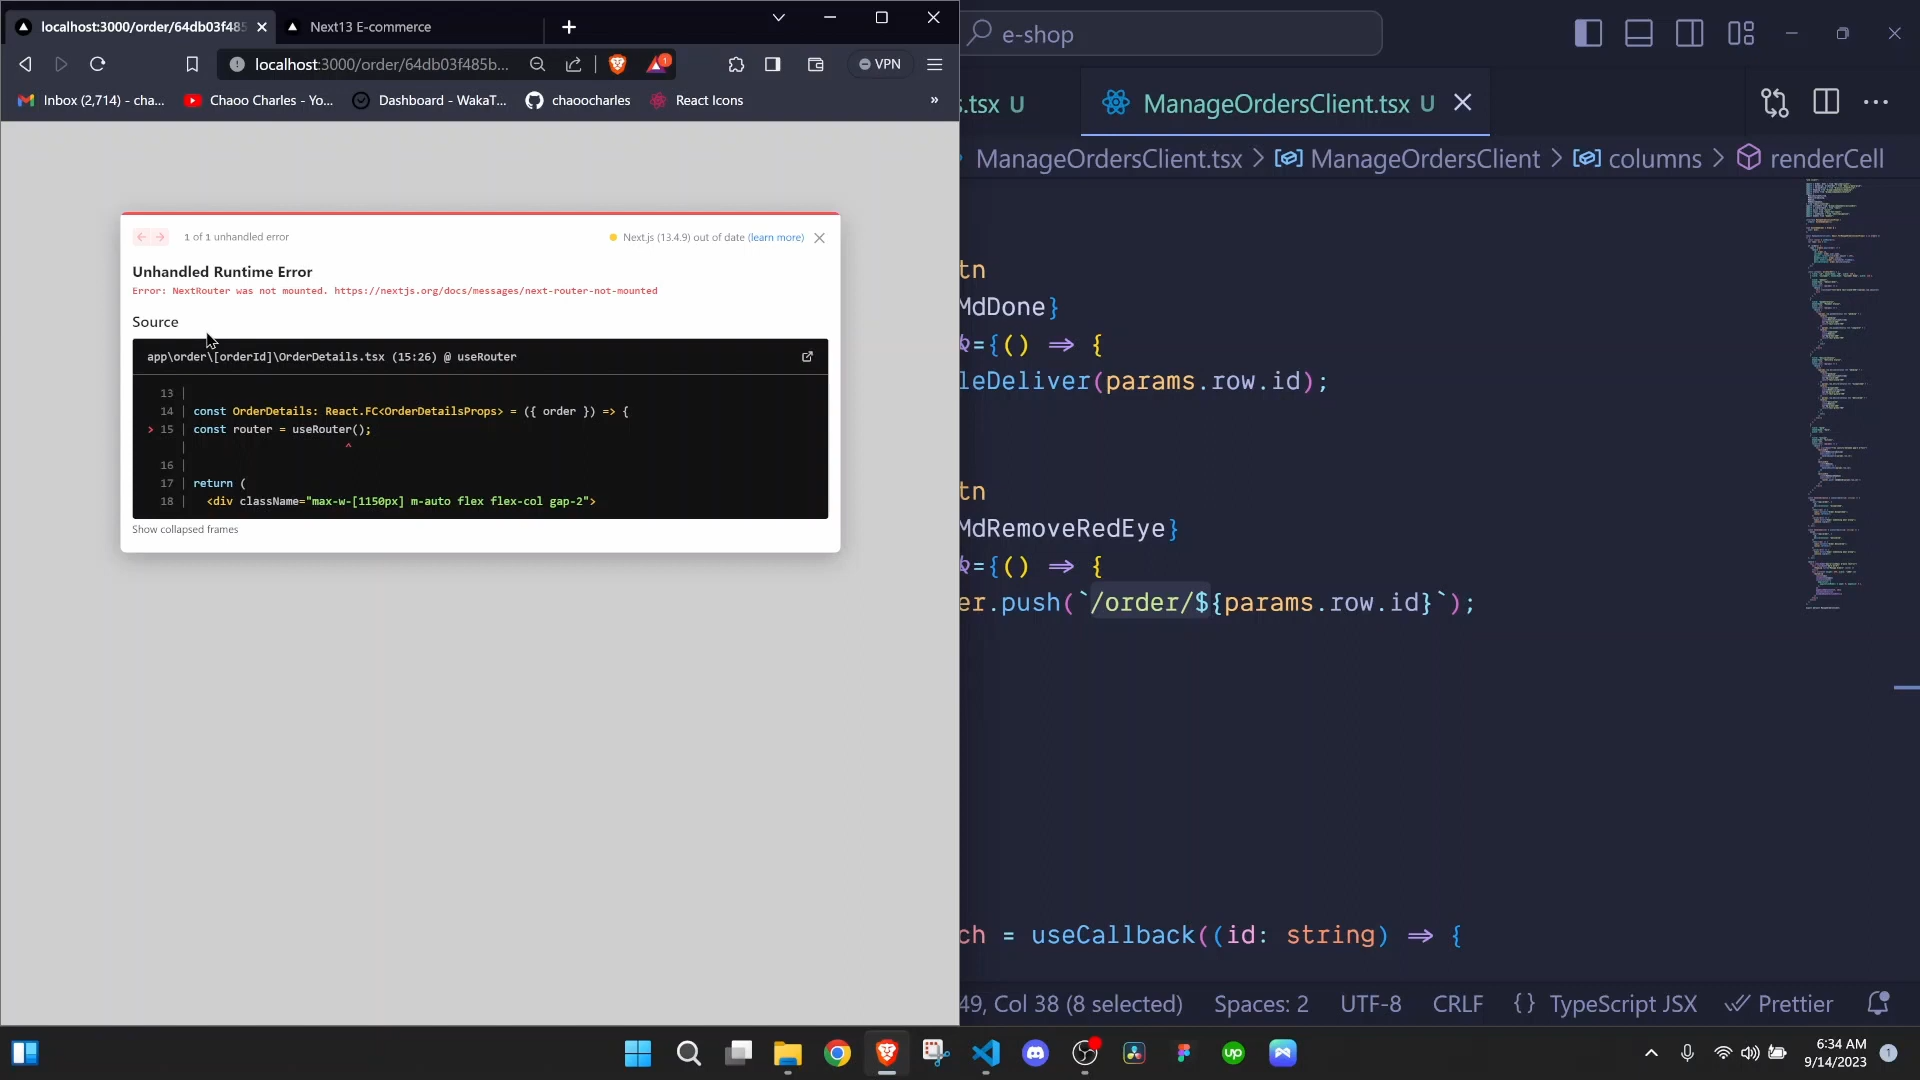 localhost:3000/order/64db03f485
Next13 E-commerce
localhost:3000/order/64db03f485b...
1
VPN
Inbox (2,714) - cha...
Chaoo Charles - Yo...
Dashboard - WakaT...
chaoocharles
React Icons
»
1 of 1 unhandled error
Next.js (13.4.9) out of date (learn more)
Unhandled Runtime Error
Error: NextRouter was not mounted. https://nextjs.org/docs/messages/next-router-not-mounted
Source
app\order\[orderId]\OrderDetails.tsx (15:26) @ useRouter
13 |
14 | const OrderDetails: React.FC<OrderDetailsProps> = ({ order }) => {
> 15 | const router = useRouter();
| ^
16 |
17 | return (
18 | <div className="max-w-[1150px] m-auto flex flex-col gap-2">
Show collapsed frames
e-shop
s.tsx U
ManageOrdersClient.tsx U
ManageOrdersClient.tsx > ManageOrdersClient > columns > renderCell
tn
MdDone}
={() => {
leDeliver(params.row.id);
tn
MdRemoveRedEye}
={() => {
er.push(`/order/${params.row.id}`);
ch = useCallback((id: string) => {
49, Col 38 (8 selected)
Spaces: 2
UTF-8
CRLF
{} TypeScript JSX
Prettier
up
6:34 AM
9/14/2023
1